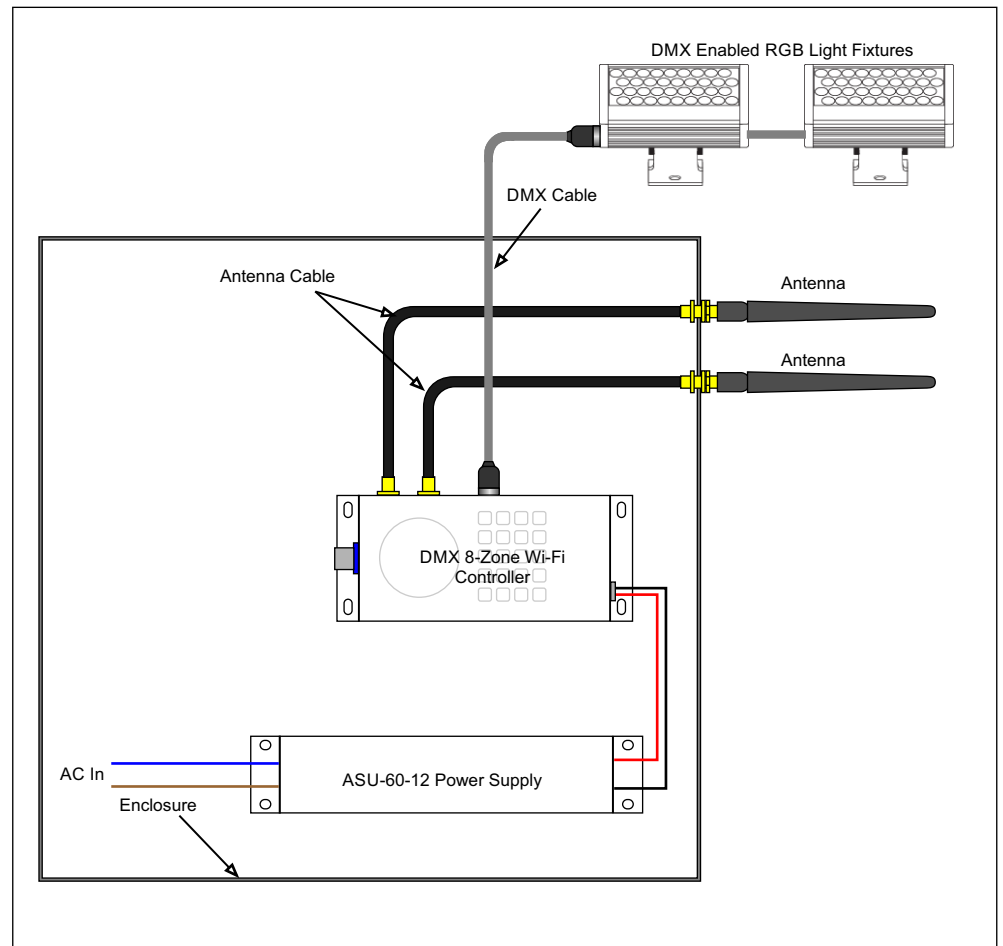 DMX Enabled RGB Light Fixtures
DMX Cable
Antenna Cable
Antenna
Antenna
DMX 8-Zone Wi-Fi
Controller
ASU-60-12 Power Supply
AC In
Enclosure